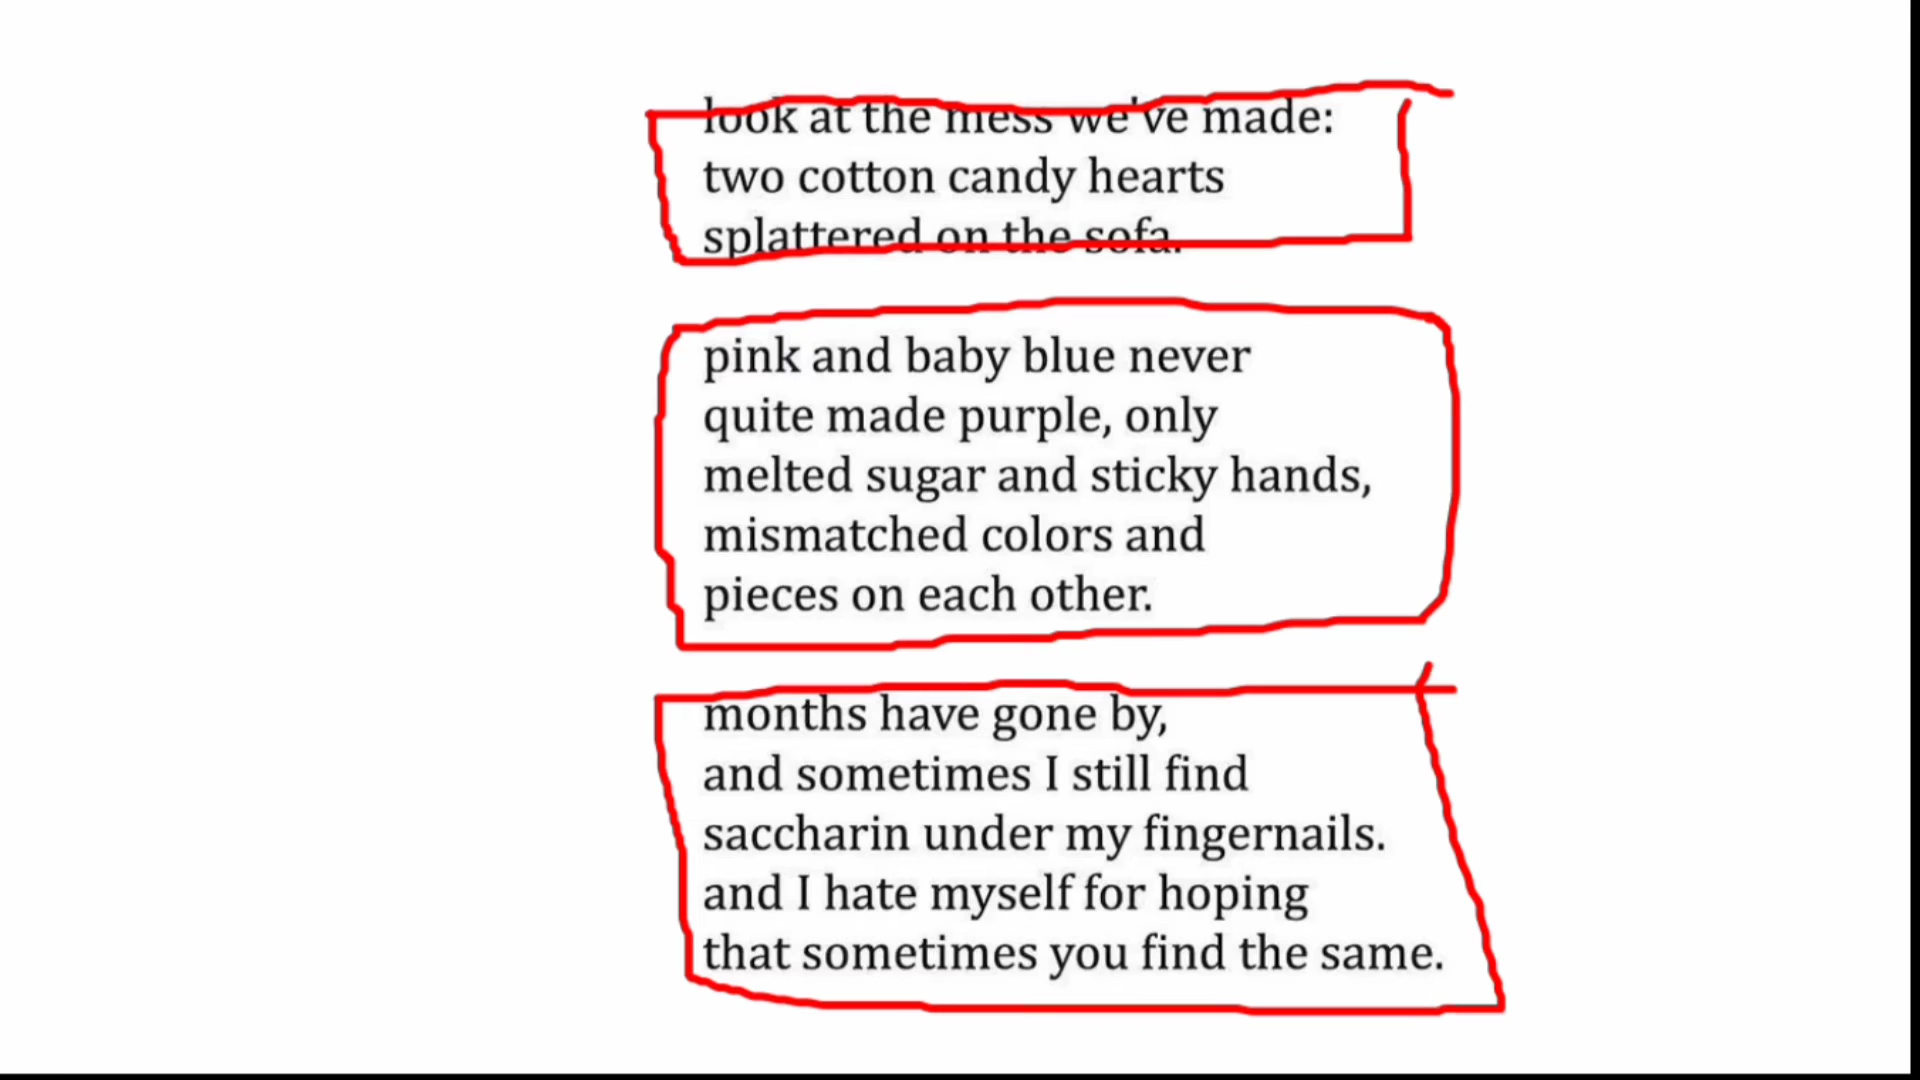 look at the mess we've made:
two cotton candy hearts
splattered on the sofa.
pink and baby blue never
quite made purple, only
melted sugar and sticky hands,
mismatched colors and
pieces on each other.
months have gone by,
and sometimes I still find
saccharin under my fingernails.
and I hate myself for hoping
that sometimes you find the same.